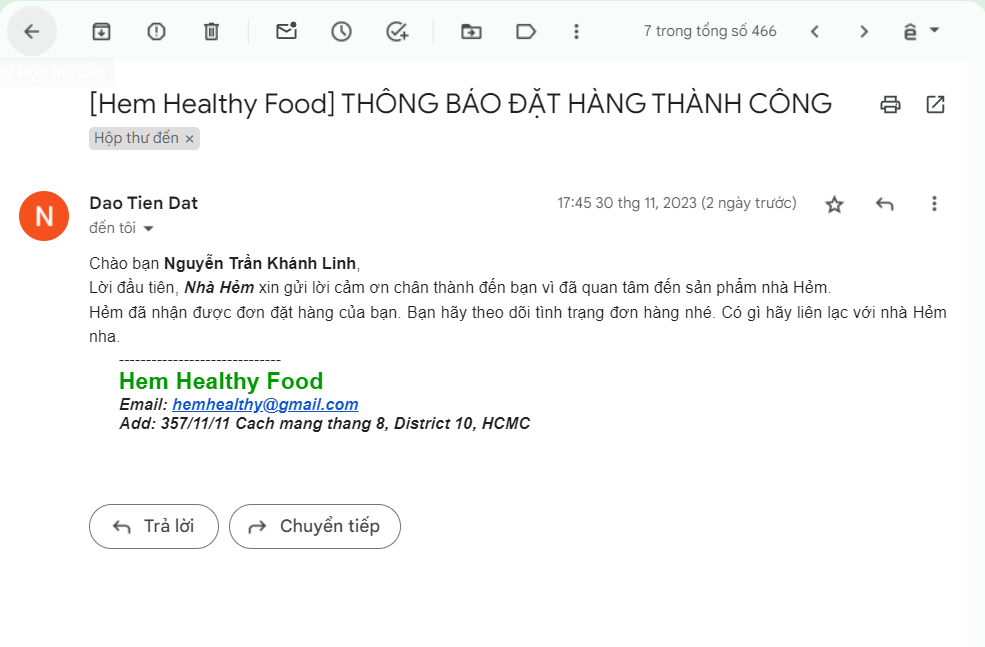 7 trong tổng số 466
Hộp thư đến
[Hem Healthy Food] THÔNG BÁO ĐẶT HÀNG THÀNH CÔNG
Hộp thư đến ×
N
Dao Tien Dat
17:45 30 thg 11, 2023 (2 ngày trước)
đến tôi
Chào bạn Nguyễn Trần Khánh Linh,
Lời đầu tiên, Nhà Hẻm xin gửi lời cảm ơn chân thành đến bạn vì đã quan tâm đến sản phẩm nhà Hẻm.
Hẻm đã nhận được đơn đặt hàng của bạn. Bạn hãy theo dõi tình trạng đơn hàng nhé. Có gì hãy liên lạc với nhà Hẻm
nha.
------------------------------
Hem Healthy Food
Email: hemhealthy@gmail.com
Add: 357/11/11 Cach mang thang 8, District 10, HCMC
Trả lời
Chuyển tiếp